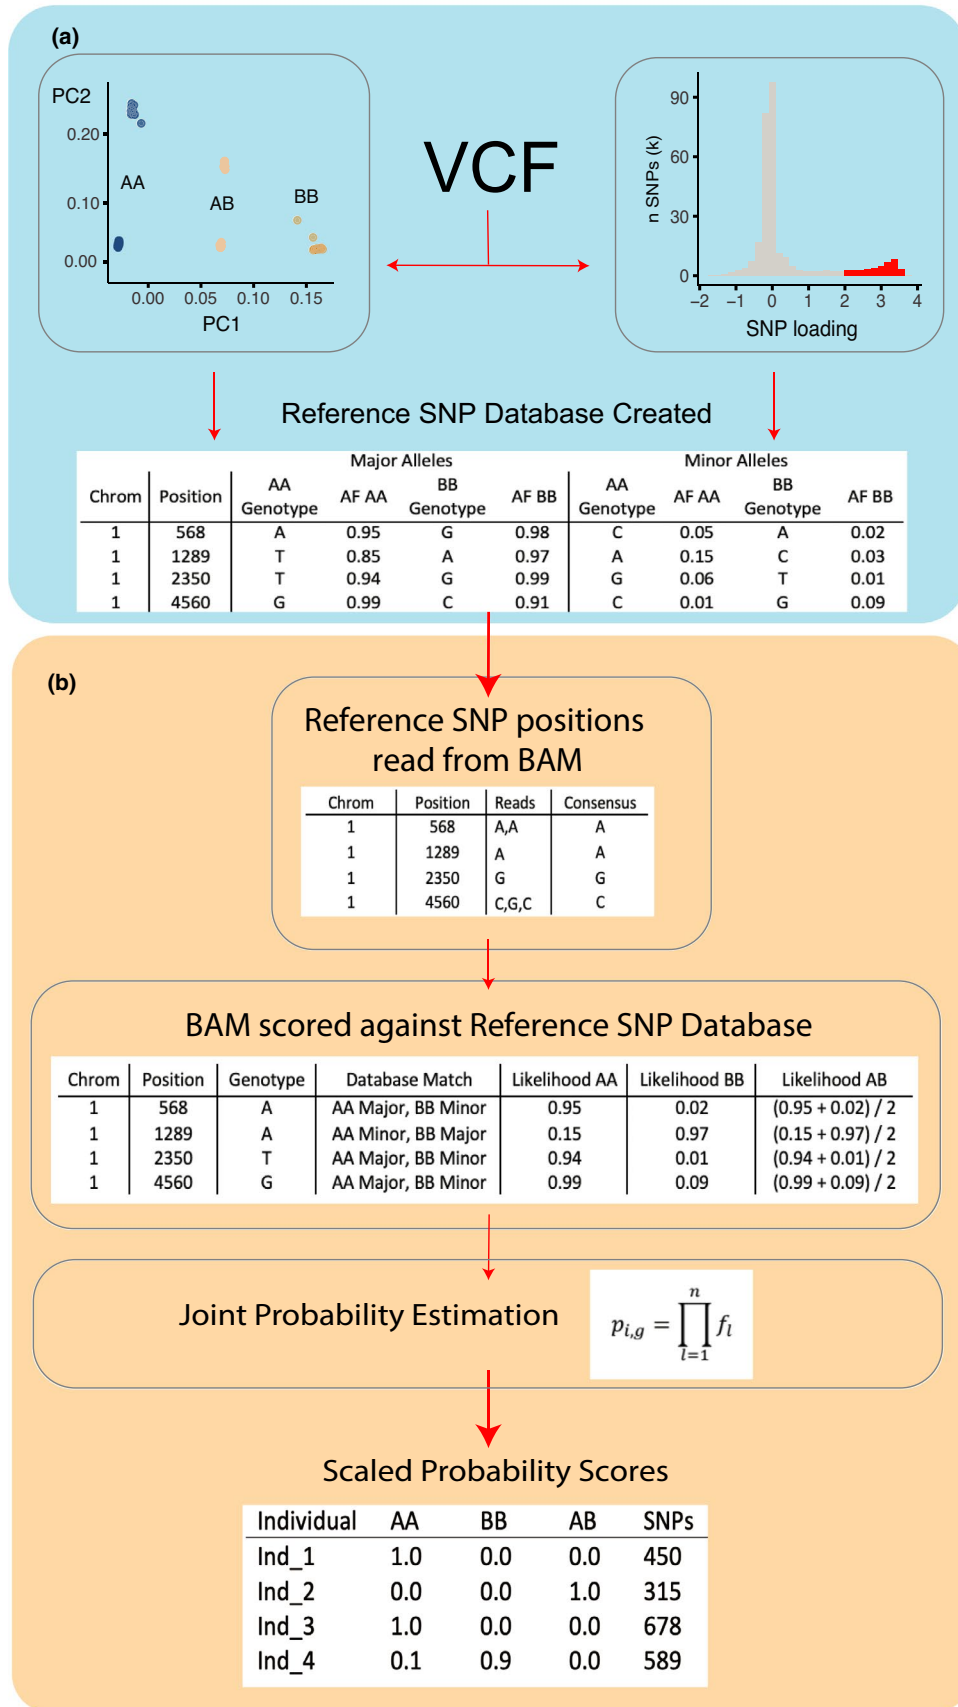 (a)
PC2
0.20
0.10
0.00
AA
AB
BB
0.00 0.05 0.10 0.15
PC1
VCF
n SNPs (k)
90
60
30
0
−2 −1 0 1 2 3 4
SNP loading
Reference SNP Database Created
Major Alleles Minor Alleles
Chrom Position AA Genotype AF AA BB Genotype AF BB AA Genotype AF AA BB Genotype AF BB
1 568 A 0.95 G 0.98 C 0.05 A 0.02
1 1289 T 0.85 A 0.97 A 0.15 C 0.03
1 2350 T 0.94 G 0.99 G 0.06 T 0.01
1 4560 G 0.99 C 0.91 C 0.01 G 0.09
(b)
Reference SNP positions
read from BAM
Chrom Position Reads Consensus
1 568 A,A A
1 1289 A A
1 2350 G G
1 4560 C,G,C C
BAM scored against Reference SNP Database
Chrom Position Genotype Database Match Likelihood AA Likelihood BB Likelihood AB
1 568 A AA Major, BB Minor 0.95 0.02 (0.95 + 0.02) / 2
1 1289 A AA Minor, BB Major 0.15 0.97 (0.15 + 0.97) / 2
1 2350 T AA Major, BB Minor 0.94 0.01 (0.94 + 0.01) / 2
1 4560 G AA Major, BB Minor 0.99 0.09 (0.99 + 0.09) / 2
Joint Probability Estimation
p_{i,g} = ∏_{l=1}^{n} f_l
Scaled Probability Scores
Individual AA BB AB SNPs
Ind_1 1.0 0.0 0.0 450
Ind_2 0.0 0.0 1.0 315
Ind_3 1.0 0.0 0.0 678
Ind_4 0.1 0.9 0.0 589